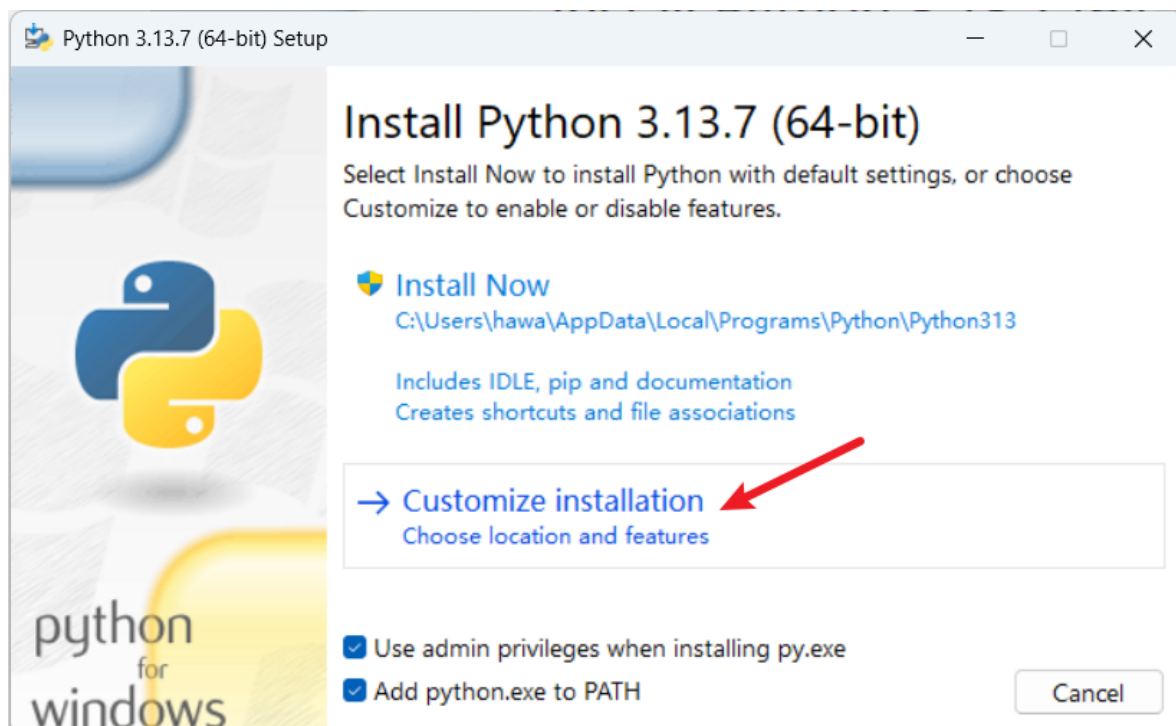 Python 3.13.7 (64-bit) Setup
Install Python 3.13.7 (64-bit)
Select Install Now to install Python with default settings, or choose
Customize to enable or disable features.
Install Now
C:\Users\hawa\AppData\Local\Programs\Python\Python313
Includes IDLE, pip and documentation
Creates shortcuts and file associations
Customize installation
Choose location and features
python
for
windows
Use admin privileges when installing py.exe
Add python.exe to PATH
Cancel